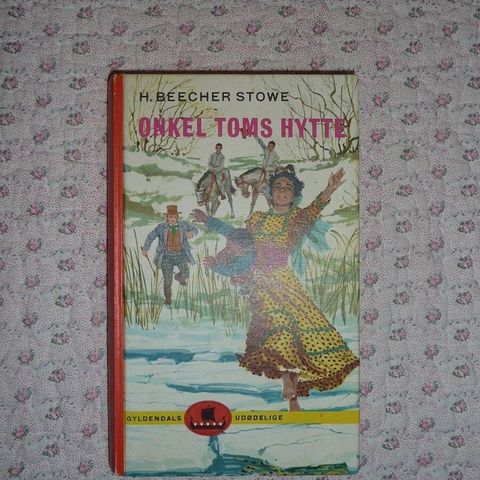 H. BEECHER STOWE
ONKEL TOMS HYTTE
GYLDENDALS UDØDELIGE